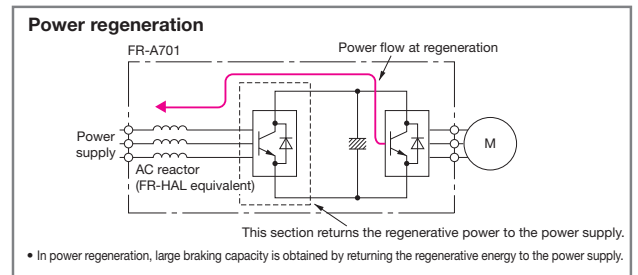 Power regeneration
FR-A701
Power flow at regeneration
Power
supply
AC reactor
(FR-HAL equivalent)
M
This section returns the regenerative power to the power supply.
• In power regeneration, large braking capacity is obtained by returning the regenerative energy to the power supply.